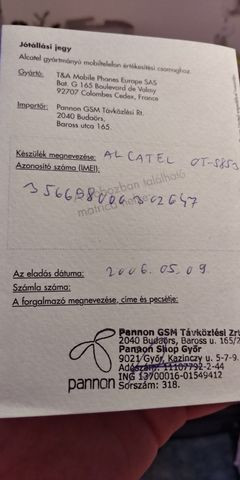 Jótállási jegy
Alcatel gyártmányú mobiltelefon értékesítési csomaghoz
Gyártó: T&A Mobile Phones Europe SAS
Bat. G 165 Boulevard de Valmy
92707 Colombes Cedex, France
Importőr: Pannon GSM Távközlési Rt.
2040 Budaörs,
Baross utca 165.
Készülék megnevezése: ALCATEL OT-S853
Azonosító száma (IMEI):
dobozban található
matrica
Az eladás dátuma: 2006.05.09.
Számla száma:
A forgalmazó megnevezése, címe és pecsétje:
Pannon GSM Távközlési Zrt
2040 Budaörs, Baross u. 165/2
Pannon Shop Győr
9021 Győr, Kazinczy u. 5-7-9.
Adószám: 11107792-2-44
ING 13700016-01549412
Sorszám: 318.
pannon